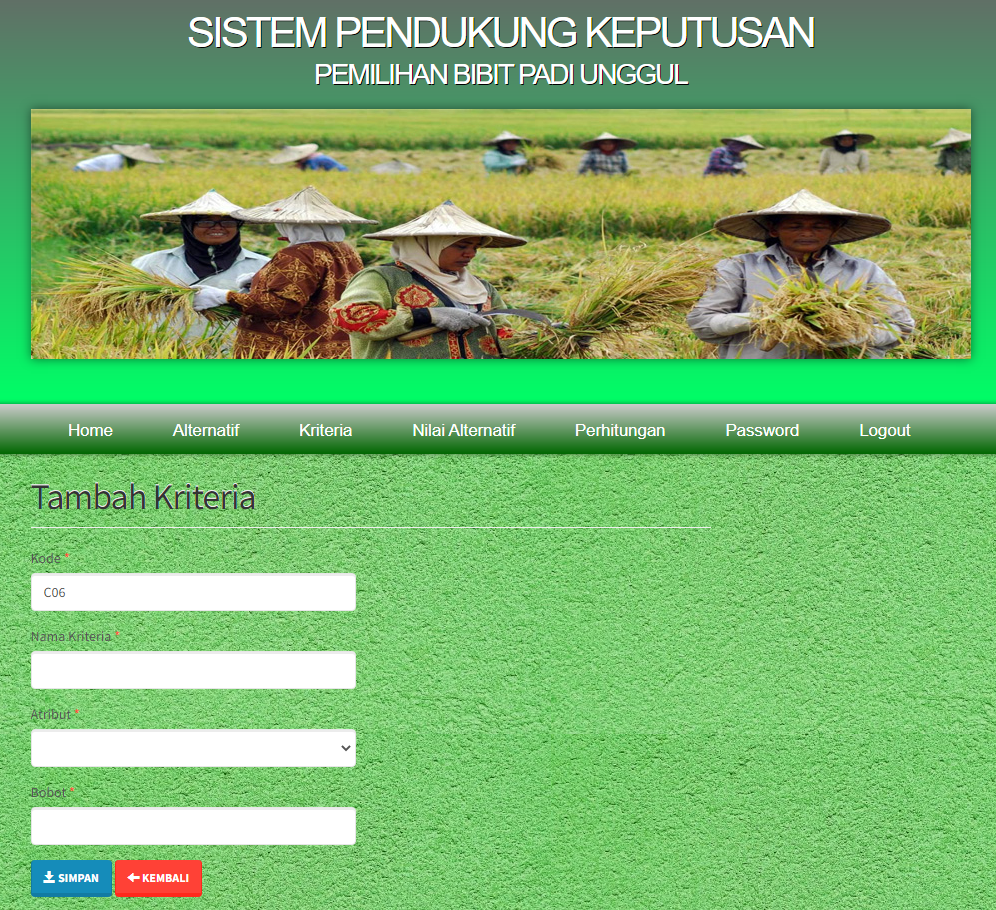 SISTEM PENDUKUNG KEPUTUSAN
PEMILIHAN BIBIT PADI UNGGUL
Home Alternatif Kriteria Nilai Alternatif Perhitungan Password Logout
Tambah Kriteria
Kode *
C06
Nama Kriteria *
Atribut *
Bobot *
SIMPAN KEMBALI